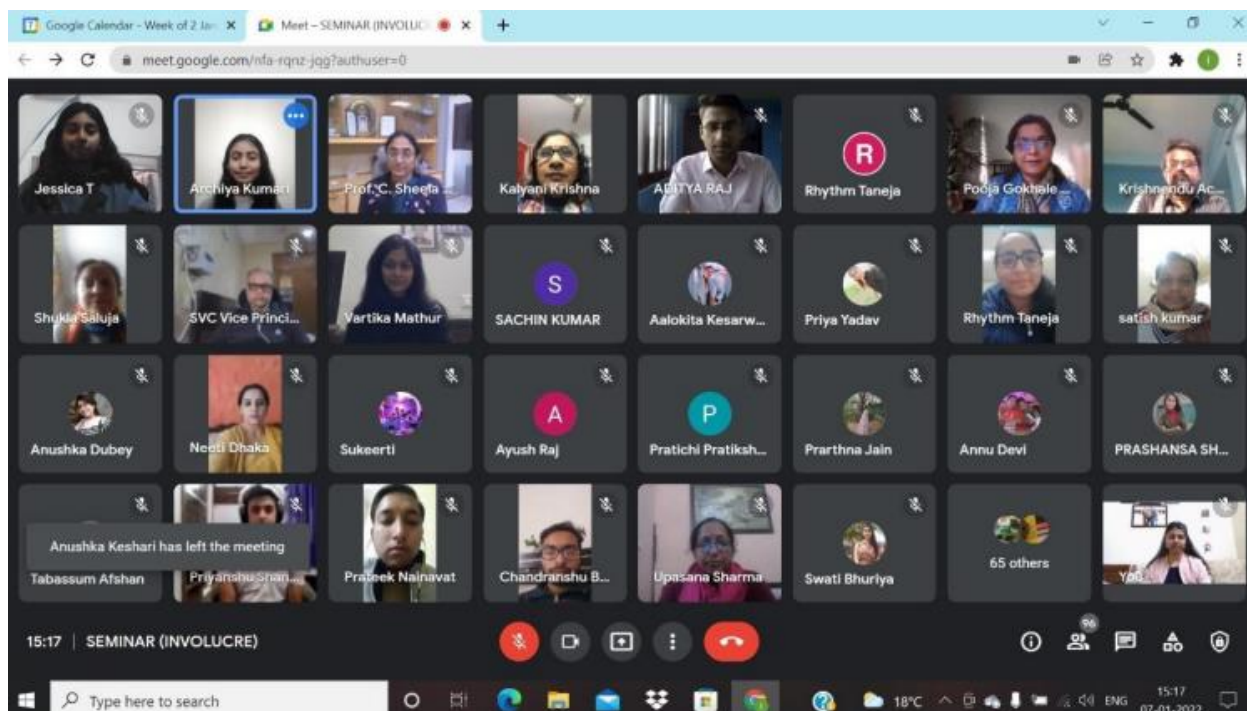 Google Calendar - Week of 2 Jan
Meet – SEMINAR (INVOLUC
meet.google.com/nfa-rqnz-jqg?authuser=0
Jessica T
Archiya Kumari
Prof. C. Sheela
Kalyani Krishna
ADITYA RAJ
R
Rhythm Taneja
Pooja Gokhale ...
Krishnendu Ac...
Shukla Saluja
SVC Vice Princi...
Vartika Mathur
S
SACHIN KUMAR
Aalokita Kesarw...
Priya Yadav
Rhythm Taneja
satish kumar
Anushka Dubey
Neeti Dhaka
Sukeerti
A
Ayush Raj
P
Pratichi Pratiksh...
Prarthna Jain
Annu Devi
PRASHANSA SH...
Anushka Keshari has left the meeting
Tabassum Afshan
Priyanshu Shan...
Prateek Nainavat
Chandranshu B...
Upasana Sharma
Swati Bhuriya
65 others
You
15:17 | SEMINAR (INVOLUCRE)
96
Type here to search
18°C
ENG
15:17
07-01-2022